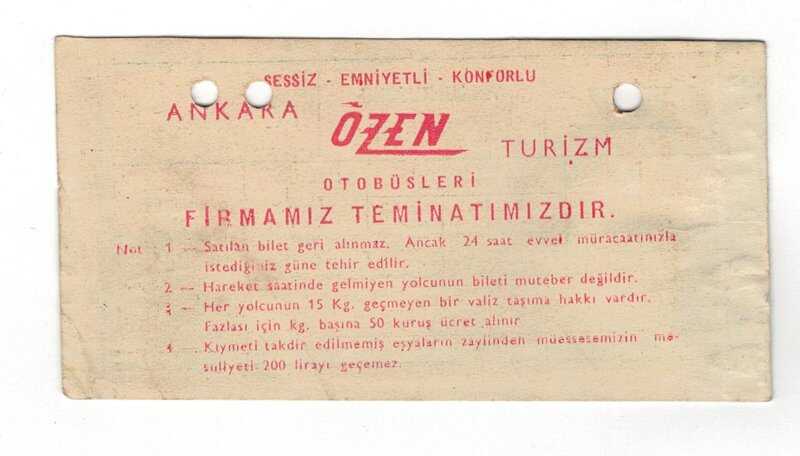 SESSİZ - EMNİYETLİ - KONFORLU
ANKARA ÖZEN TURİZM
OTOBÜSLERİ
FİRMAMIZ TEMİNATIMIZDIR.
Not : 1 — Satılan bilet geri alınmaz. Ancak 24 saat evvel müracaatınızla
istediğiniz güne tehir edilir.
2 — Hareket saatinde gelmiyen yolcunun bileti muteber değildir.
3 — Her yolcunun 15 Kg. geçmeyen bir valiz taşıma hakkı vardır.
Fazlası için kg. başına 50 kuruş ücret alınır
4 — Kıymeti takdir edilmemiş eşyaların zayiinden müessesemizin me-
suliyeti 200 lirayı geçemez.